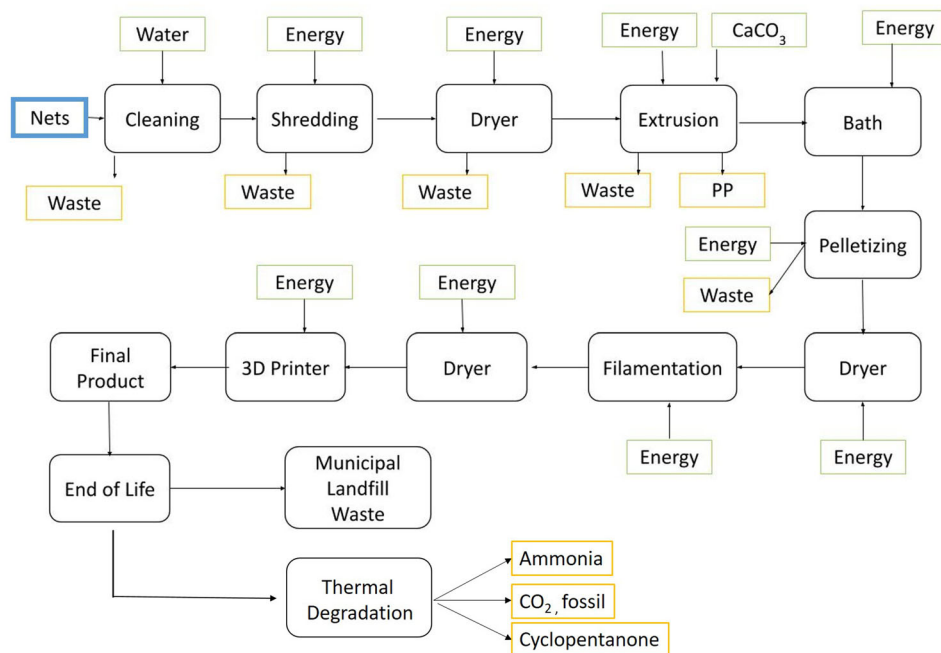 Water
Energy
Energy
Energy
CaCO₃
Energy
Nets
Cleaning
Shredding
Dryer
Extrusion
Bath
Waste
Waste
Waste
Waste
PP
Energy
Pelletizing
Waste
Energy
Energy
Final
Product
3D Printer
Dryer
Filamentation
Dryer
Energy
Energy
End of Life
Municipal
Landfill
Waste
Thermal
Degradation
Ammonia
CO₂, fossil
Cyclopentanone